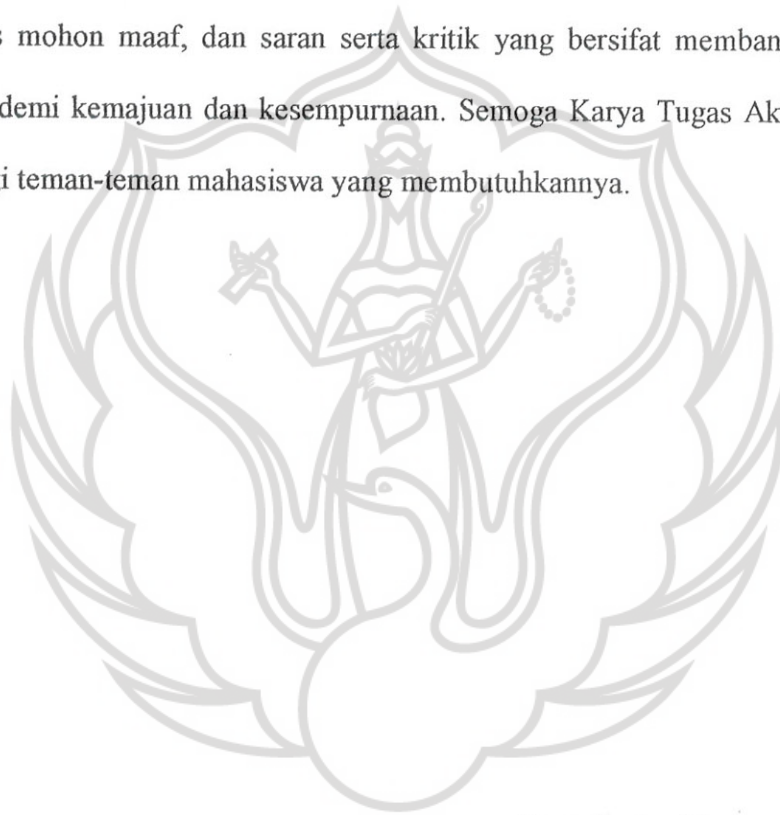 mohon maaf, dan saran serta kritik yang bersifat memban
demi kemajuan dan kesempurnaan. Semoga Karya Tugas Ak
i teman-teman mahasiswa yang membutuhkannya.